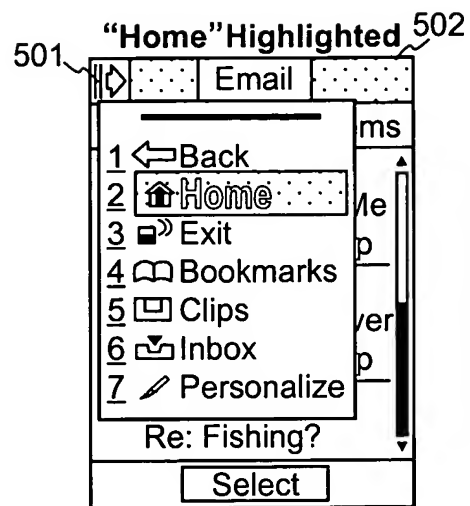 “Home”Highlighted
501
502
Email
ms
1 Back
2 Home
Me
3 Exit
p
4 Bookmarks
5 Clips
ver
6 Inbox
p
7 Personalize
Re: Fishing?
Select